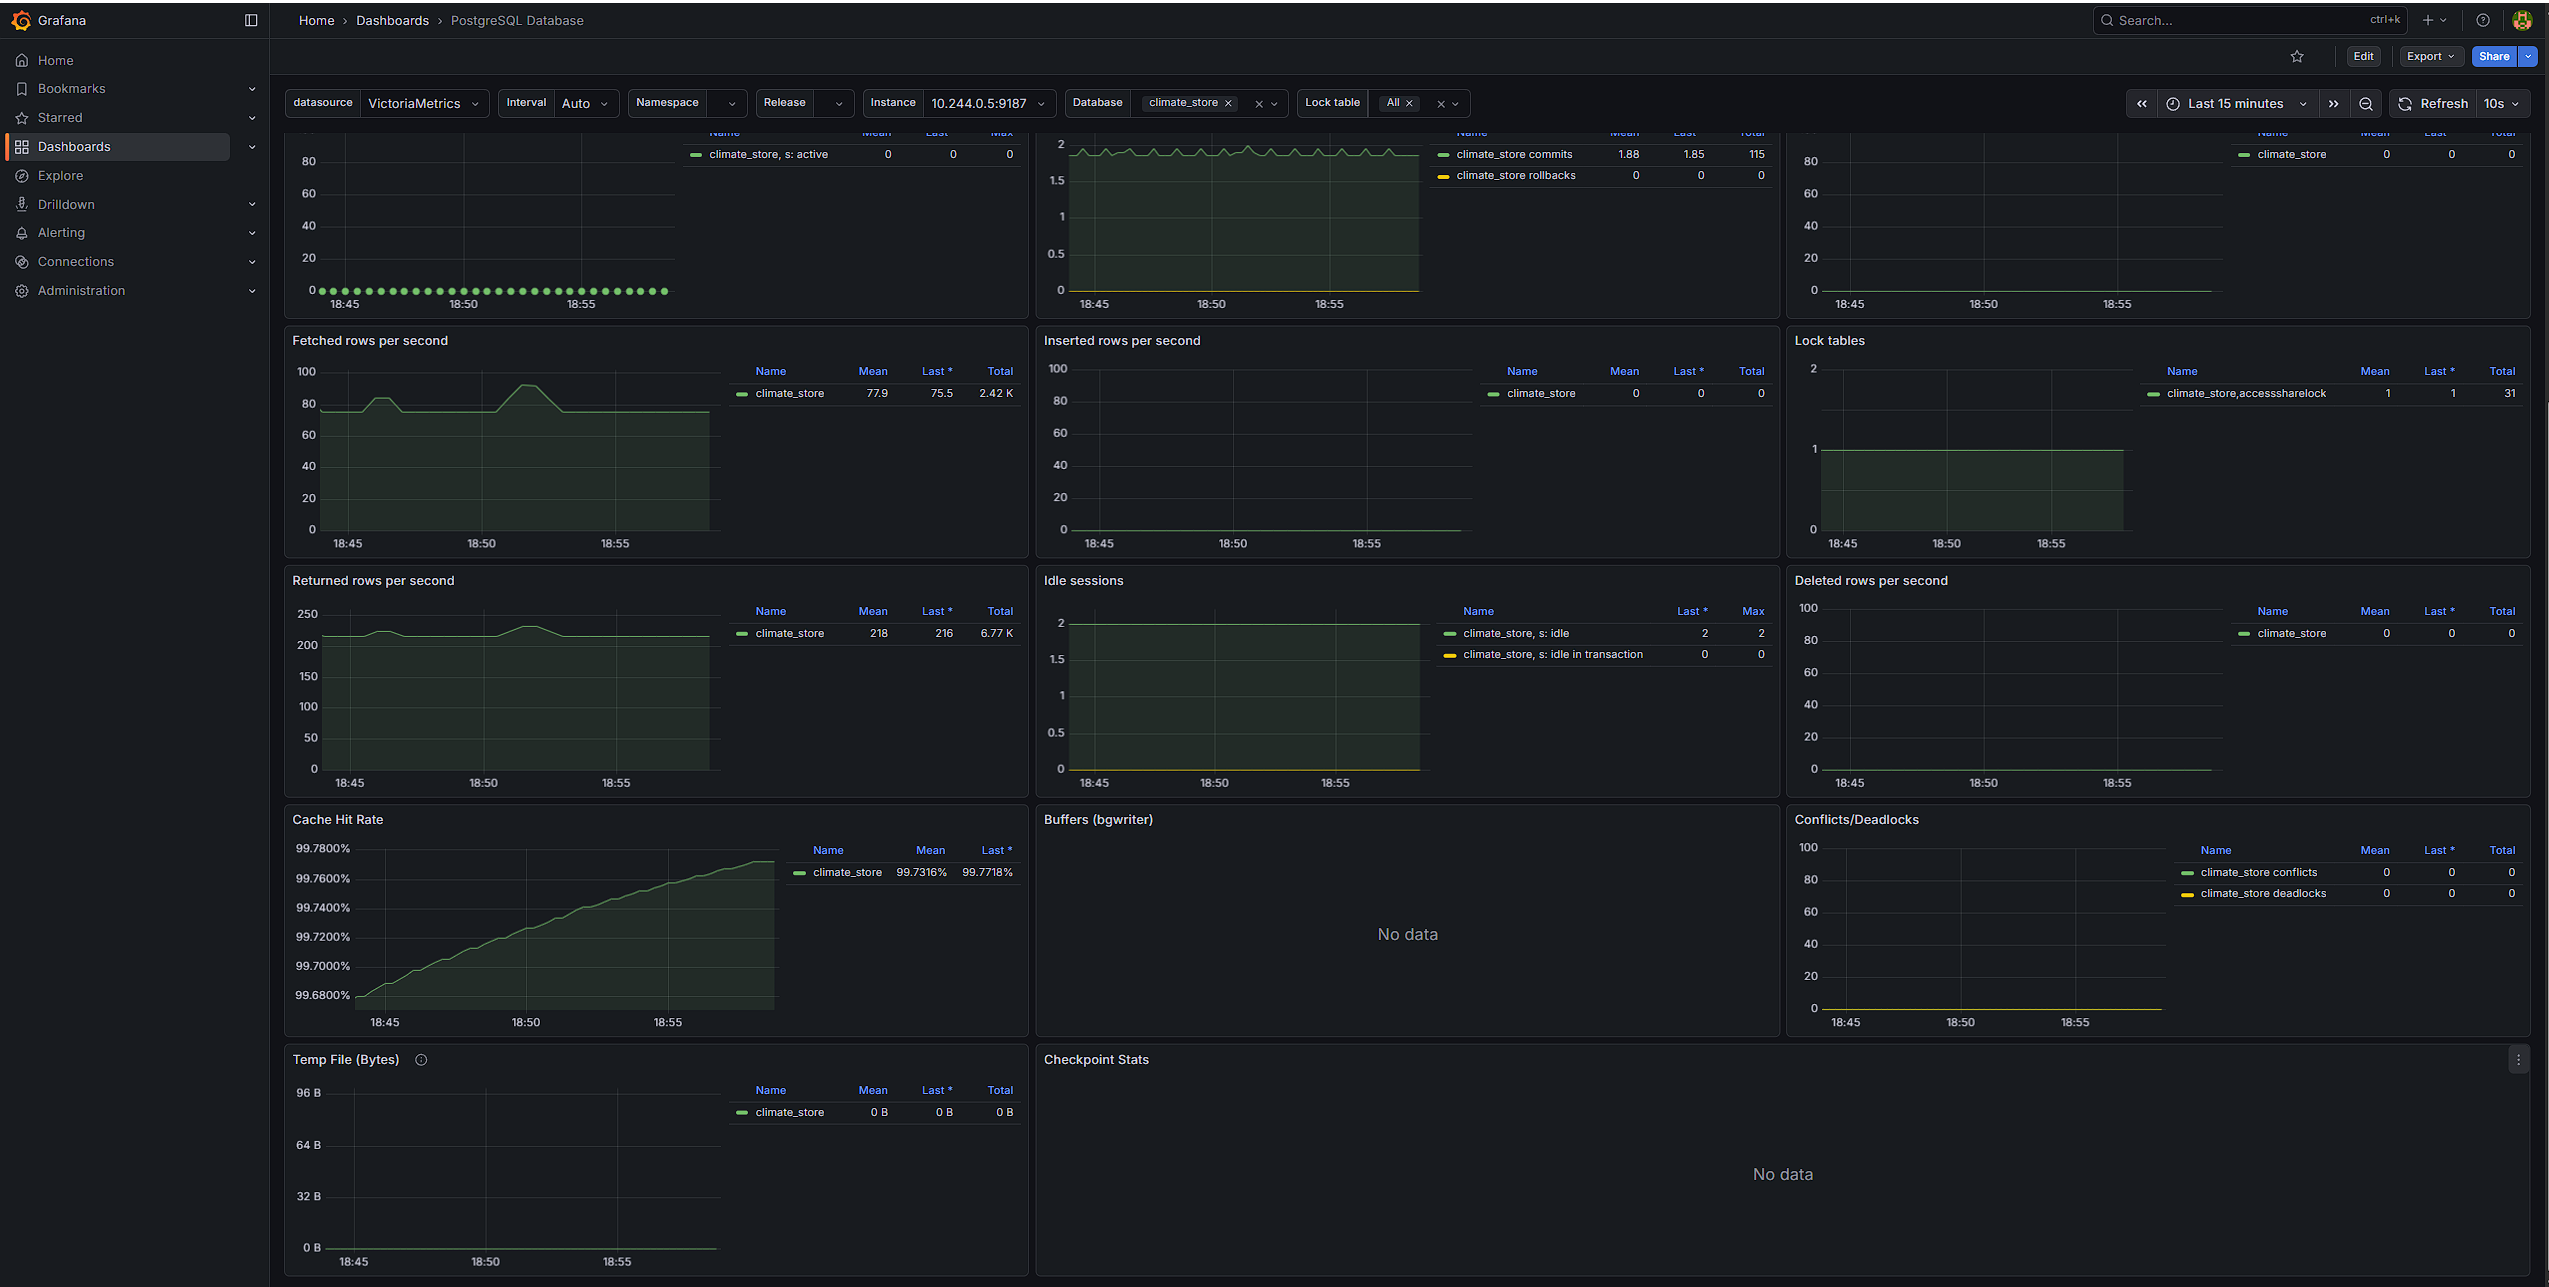 Grafana
Home › Dashboards › PostgreSQL Database
Search...
ctrl+k
Home
Bookmarks
Starred
Dashboards
Explore
Drilldown
Alerting
Connections
Administration
Edit
Export
Share
datasource VictoriaMetrics
Interval Auto
Namespace
Release
Instance 10.244.0.5:9187
Database climate_store
Lock table All
Last 15 minutes
Refresh 10s
Name Mean Last Max
climate_store, s: active 0 0 0
80
60
40
20
0
18:45 18:50 18:55
Name Mean Last Total
climate_store commits 1.88 1.85 115
climate_store rollbacks 0 0 0
2
1.5
1
0.5
0
18:45 18:50 18:55
Name Mean Last Total
climate_store 0 0 0
80
60
40
20
0
18:45 18:50 18:55
Fetched rows per second
Name Mean Last * Total
climate_store 77.9 75.5 2.42 K
100
80
60
40
20
0
18:45 18:50 18:55
Inserted rows per second
Name Mean Last * Total
climate_store 0 0 0
100
80
60
40
20
0
18:45 18:50 18:55
Lock tables
Name Mean Last * Total
climate_store,accesssharelock 1 1 31
2
1
0
18:45 18:50 18:55
Returned rows per second
Name Mean Last * Total
climate_store 218 216 6.77 K
250
200
150
100
50
0
18:45 18:50 18:55
Idle sessions
Name Last * Max
climate_store, s: idle 2 2
climate_store, s: idle in transaction 0 0
2
1.5
1
0.5
0
18:45 18:50 18:55
Deleted rows per second
Name Mean Last * Total
climate_store 0 0 0
100
80
60
40
20
0
18:45 18:50 18:55
Cache Hit Rate
Name Mean Last *
climate_store 99.7316% 99.7718%
99.7800%
99.7600%
99.7400%
99.7200%
99.7000%
99.6800%
18:45 18:50 18:55
Buffers (bgwriter)
No data
Conflicts/Deadlocks
Name Mean Last * Total
climate_store conflicts 0 0 0
climate_store deadlocks 0 0 0
100
80
60
40
20
0
18:45 18:50 18:55
Temp File (Bytes)
Name Mean Last * Total
climate_store 0 B 0 B 0 B
96 B
64 B
32 B
0 B
18:45 18:50 18:55
Checkpoint Stats
No data